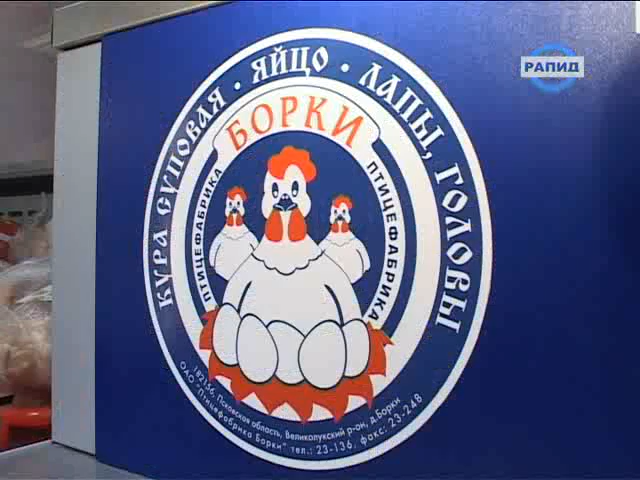 РАПИД
КУРА СУПОВАЯ · ЯЙЦО · ЛАПЫ, ГОЛОВЫ
БОРКИ
ПТИЦЕФАБРИКА
ПТИЦЕФАБРИКА
182156, Псковская область, Великолукский р-он, д.Борки
ОАО "Птицефабрика Борки" тел.: 23-136, факс: 23-248